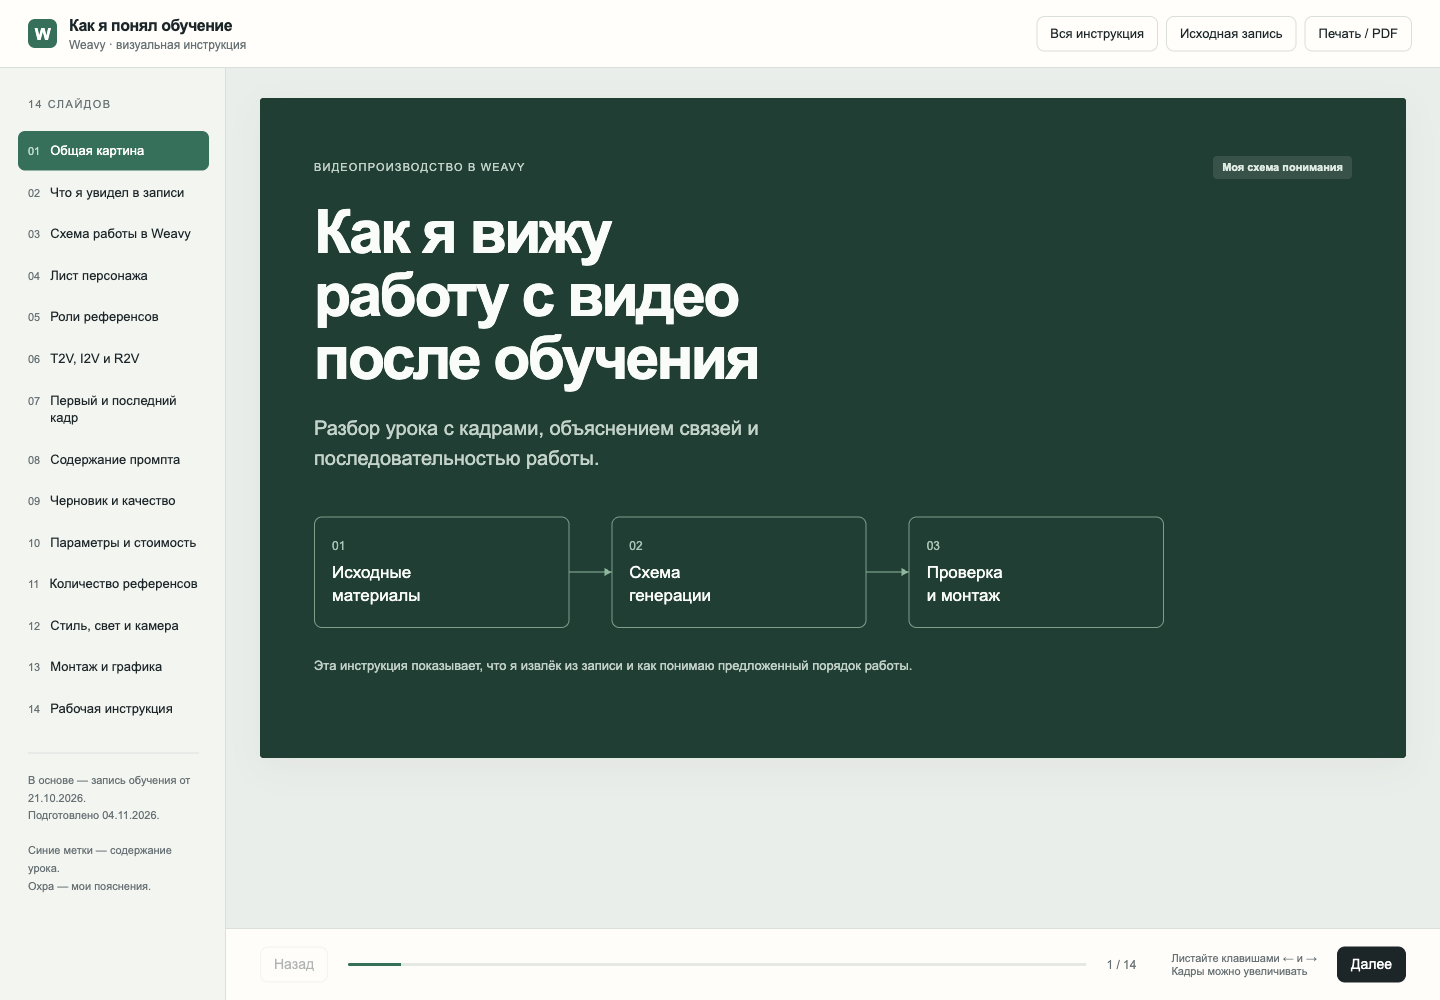 W
Как я понял обучение
Weavy · визуальная инструкция
Вся инструкция
Исходная запись
Печать / PDF
14 СЛАЙДОВ
01 Общая картина
02 Что я увидел в записи
03 Схема работы в Weavy
04 Лист персонажа
05 Роли референсов
06 T2V, I2V и R2V
07 Первый и последний
кадр
08 Содержание промпта
09 Черновик и качество
10 Параметры и стоимость
11 Количество референсов
12 Стиль, свет и камера
13 Монтаж и графика
14 Рабочая инструкция
В основе — запись обучения от
21.10.2026.
Подготовлено 04.11.2026.
Синие метки — содержание
урока.
Охра — мои пояснения.
ВИДЕОПРОИЗВОДСТВО В WEAVY
Моя схема понимания
Как я вижу
работу с видео
после обучения
Разбор урока с кадрами, объяснением связей и
последовательностью работы.
01
Исходные
материалы
02
Схема
генерации
03
Проверка
и монтаж
Эта инструкция показывает, что я извлёк из записи и как понимаю предложенный порядок работы.
Назад
1 / 14
Листайте клавишами ← и →
Кадры можно увеличивать
Далее